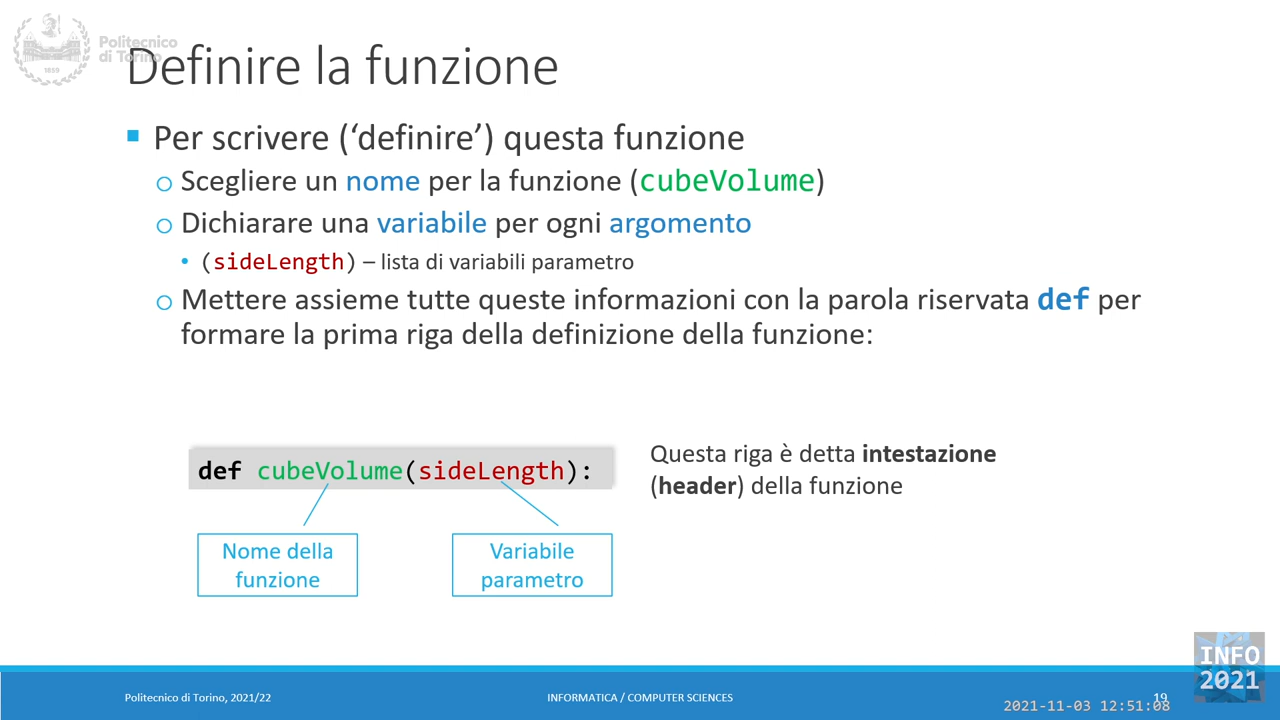 Politecnico
di Torino
1859
Definire la funzione
Per scrivere (‘definire’) questa funzione
Scegliere un nome per la funzione (cubeVolume)
Dichiarare una variabile per ogni argomento
(sideLength) – lista di variabili parametro
Mettere assieme tutte queste informazioni con la parola riservata def per
formare la prima riga della definizione della funzione:
def cubeVolume(sideLength):
Questa riga è detta intestazione
(header) della funzione
Nome della
funzione
Variabile
parametro
INFO
2021
Politecnico di Torino, 2021/22
INFORMATICA / COMPUTER SCIENCES
19
2021-11-03 12:51:08